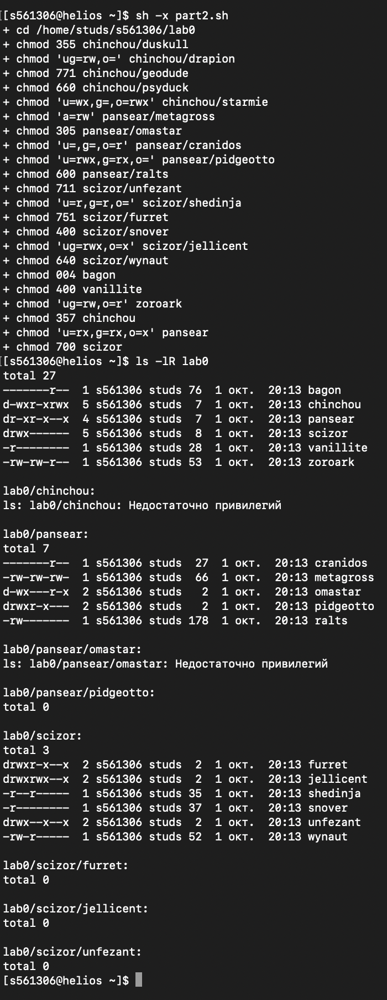 [[s561306@helios ~]$ sh -x part2.sh
+ cd /home/studs/s561306/lab0
+ chmod 355 chinchou/duskull
+ chmod 'ug=rw,o=' chinchou/drapion
+ chmod 771 chinchou/geodude
+ chmod 660 chinchou/psyduck
+ chmod 'u=wx,g=,o=rwx' chinchou/starmie
+ chmod 'a=rw' pansear/metagross
+ chmod 305 pansear/omastar
+ chmod 'u=,g=,o=r' pansear/cranidos
+ chmod 'u=rwx,g=rx,o=' pansear/pidgeotto
+ chmod 600 pansear/ralts
+ chmod 711 scizor/unfezant
+ chmod 'u=r,g=r,o=' scizor/shedinja
+ chmod 751 scizor/furret
+ chmod 400 scizor/snover
+ chmod 'ug=rwx,o=x' scizor/jellicent
+ chmod 640 scizor/wynaut
+ chmod 004 bagon
+ chmod 400 vanillite
+ chmod 'ug=rw,o=r' zoroark
+ chmod 357 chinchou
+ chmod 'u=rx,g=rx,o=x' pansear
+ chmod 700 scizor
[[s561306@helios ~]$ ls -lR lab0
total 27
-------r--  1 s561306 studs 76  1 окт.  20:13 bagon
d-wxr-xrwx  5 s561306 studs  7  1 окт.  20:13 chinchou
dr-xr-x--x  4 s561306 studs  7  1 окт.  20:13 pansear
drwx------  5 s561306 studs  8  1 окт.  20:13 scizor
-r--------  1 s561306 studs 28  1 окт.  20:13 vanillite
-rw-rw-r--  1 s561306 studs 53  1 окт.  20:13 zoroark

lab0/chinchou:
ls: lab0/chinchou: Недостаточно привилегий

lab0/pansear:
total 7
-------r--  1 s561306 studs  27  1 окт.  20:13 cranidos
-rw-rw-rw-  1 s561306 studs  66  1 окт.  20:13 metagross
d-wx---r-x  2 s561306 studs   2  1 окт.  20:13 omastar
drwxr-x---  2 s561306 studs   2  1 окт.  20:13 pidgeotto
-rw-------  1 s561306 studs 178  1 окт.  20:13 ralts

lab0/pansear/omastar:
ls: lab0/pansear/omastar: Недостаточно привилегий

lab0/pansear/pidgeotto:
total 0

lab0/scizor:
total 3
drwxr-x--x  2 s561306 studs  2  1 окт.  20:13 furret
drwxrwx--x  2 s561306 studs  2  1 окт.  20:13 jellicent
-r--r-----  1 s561306 studs 35  1 окт.  20:13 shedinja
-r--------  1 s561306 studs 37  1 окт.  20:13 snover
drwx--x--x  2 s561306 studs  2  1 окт.  20:13 unfezant
-rw-r-----  1 s561306 studs 52  1 окт.  20:13 wynaut

lab0/scizor/furret:
total 0

lab0/scizor/jellicent:
total 0

lab0/scizor/unfezant:
total 0
[s561306@helios ~]$